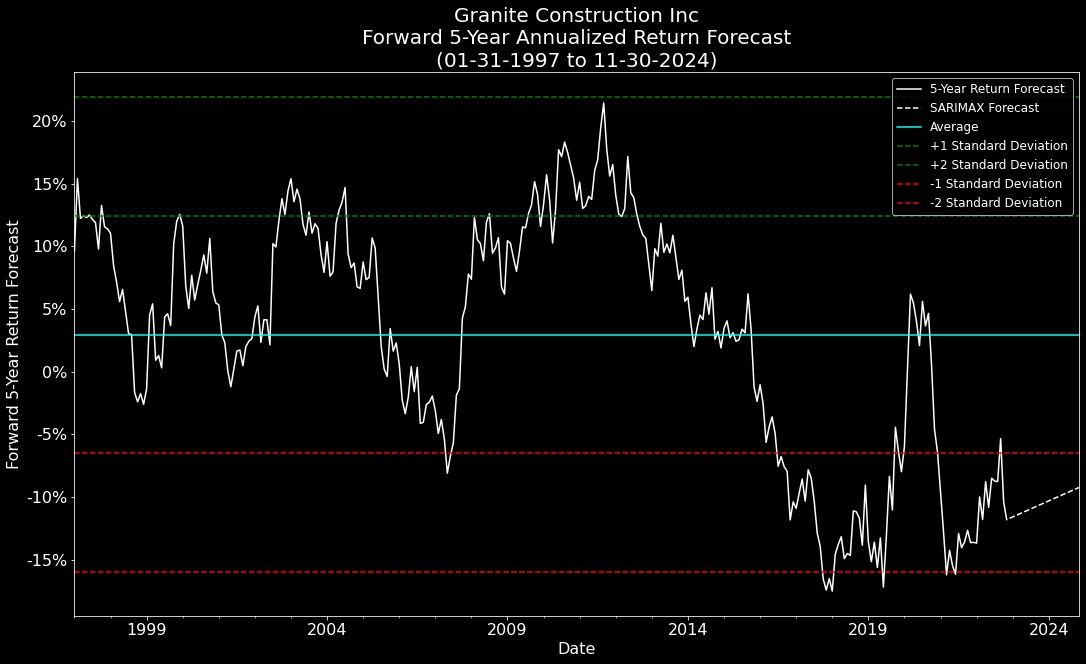 Granite Construction Inc
Forward 5-Year Annualized Return Forecast
(01-31-1997 to 11-30-2024)
5-Year Return Forecast
SARIMAX Forecast
Average
+1 Standard Deviation
+2 Standard Deviation
-1 Standard Deviation
-2 Standard Deviation
Forward 5-Year Return Forecast
20%
15%
10%
5%
0%
-5%
-10%
-15%
1999 2004 2009 2014 2019 2024
Date